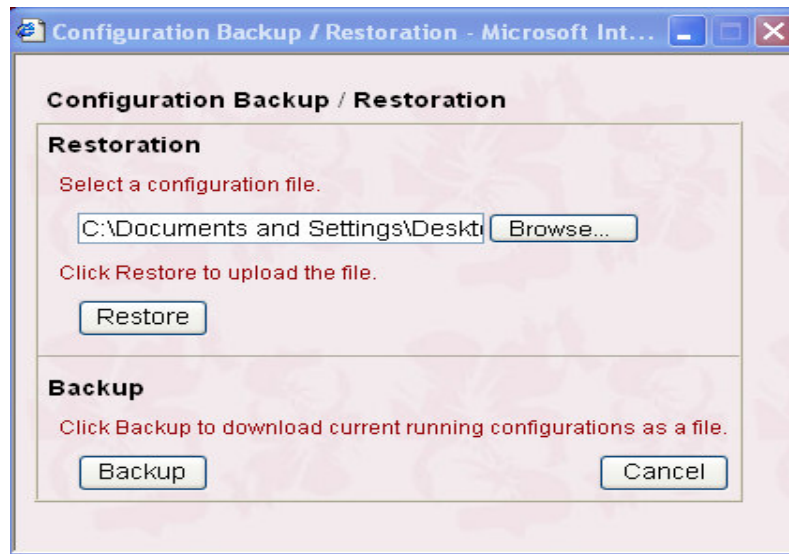 Configuration Backup / Restoration - Microsoft Int...
Configuration Backup / Restoration
Restoration
Select a configuration file.
C:\Documents and Settings\Deskt Browse...
Click Restore to upload the file.
Restore
Backup
Click Backup to download current running configurations as a file.
Backup Cancel